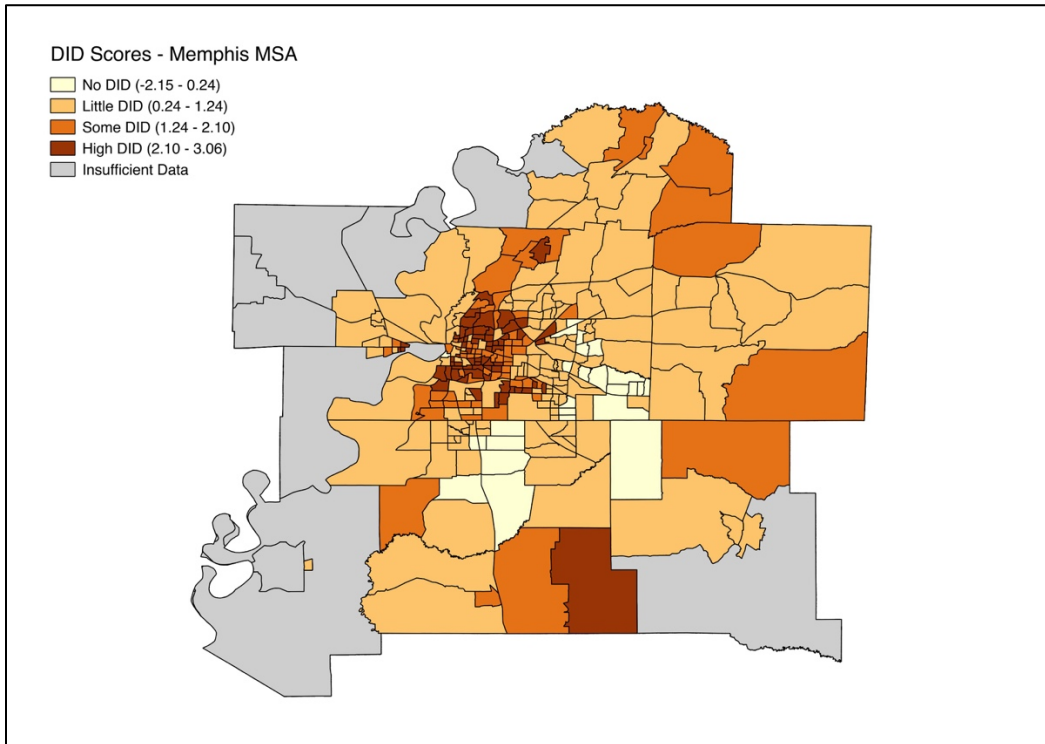 DID Scores - Memphis MSA
No DID (-2.15 - 0.24)
Little DID (0.24 - 1.24)
Some DID (1.24 - 2.10)
High DID (2.10 - 3.06)
Insufficient Data